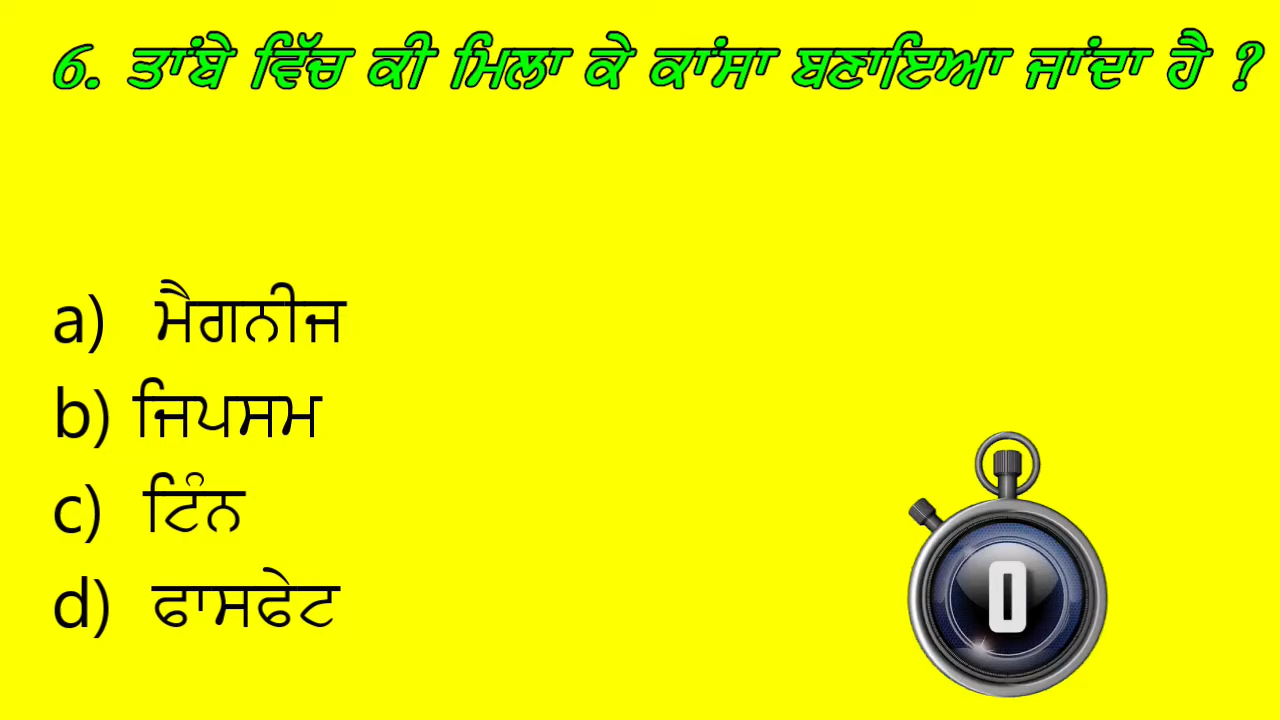 6. ਤਾਂਬੇ ਵਿੱਚ ਕੀ ਮਿਲਾ ਕੇ ਕਾਂਸਾ ਬਣਾਇਆ ਜਾਂਦਾ ਹੈ ?
a) ਮੈਗਨੀਜ
b) ਜਿਪਸਮ
c) ਟਿੰਨ
d) ਫਾਸਫੇਟ
0